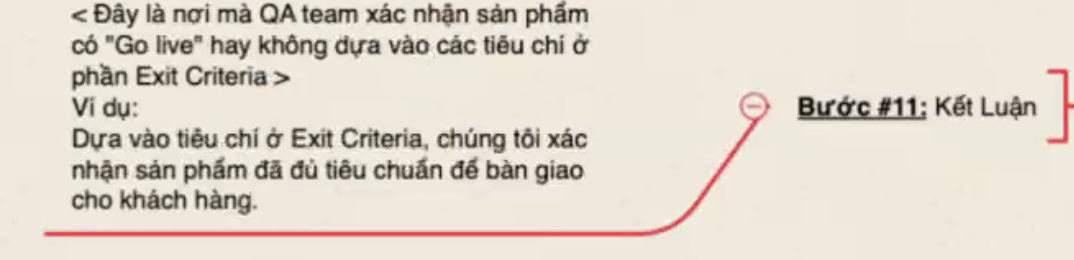 < Đây là nơi mà QA team xác nhận sản phẩm
có "Go live" hay không dựa vào các tiêu chí ở
phần Exit Criteria >
Ví dụ:
Dựa vào tiêu chí ở Exit Criteria, chúng tôi xác
nhận sản phẩm đã đủ tiêu chuẩn để bàn giao
cho khách hàng.
Bước #11: Kết Luận